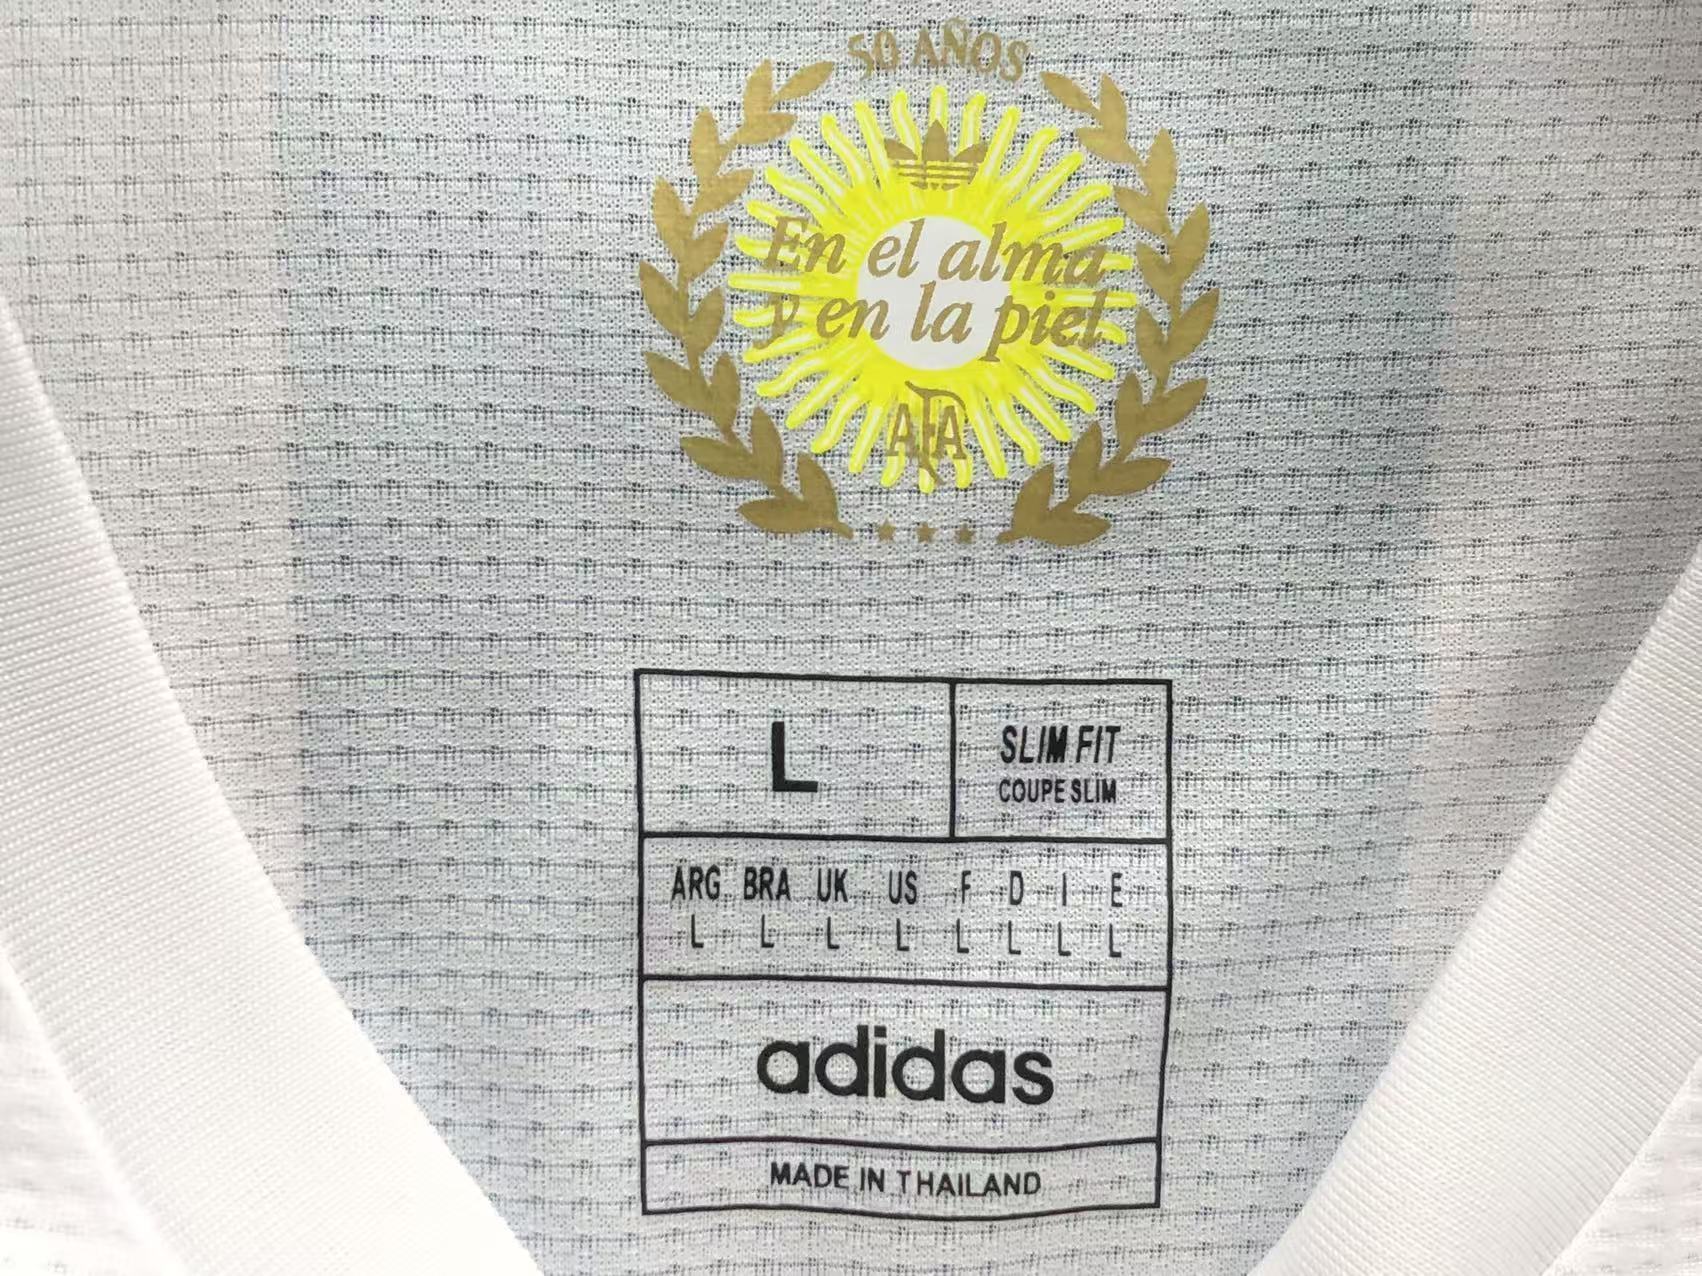 50 AÑOS
En el alma
y en la piel
AFA
L
SLIM FIT
COUPE SLIM
ARG BRA UK US F D I E
L L L L L L L L
adidas
MADE IN THAILAND